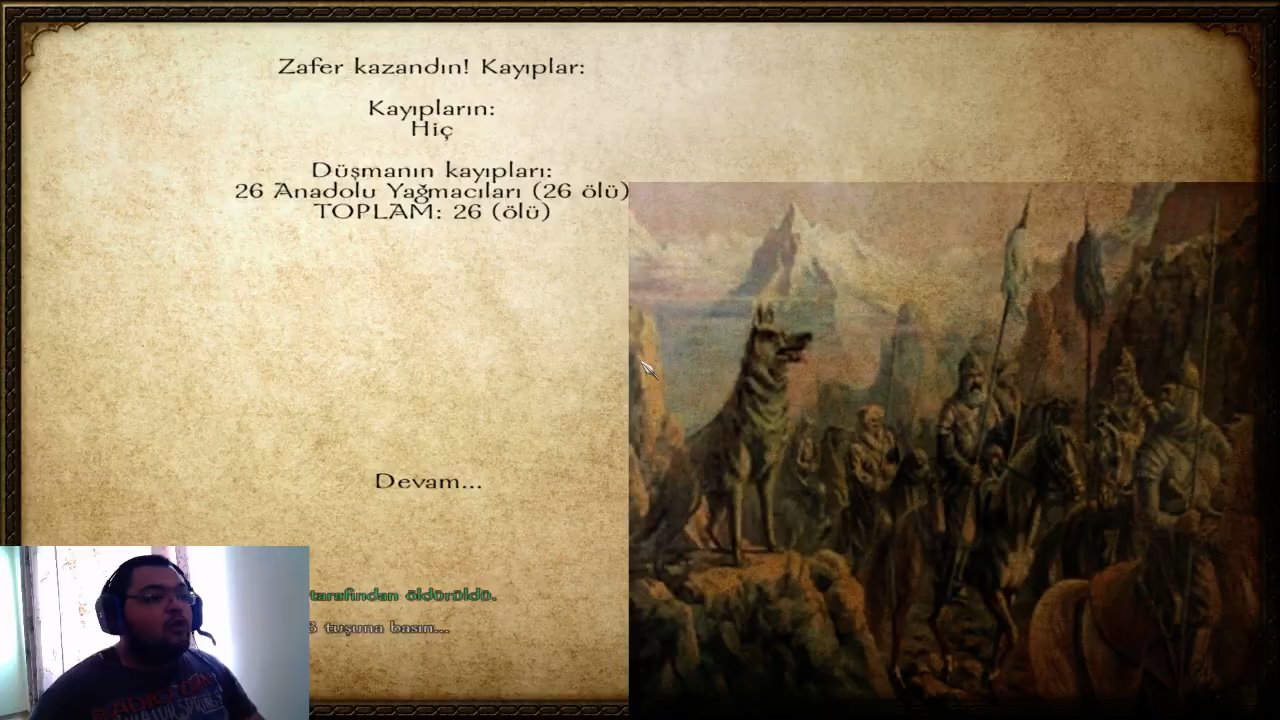 Zafer kazandın! Kayıplar:
Kayıpların:
Hiç
Düşmanın kayıpları:
26 Anadolu Yağmacıları (26 ölü)
TOPLAM: 26 (ölü)
Devam...
tarafından öldürüldü.
tuşuna basın...